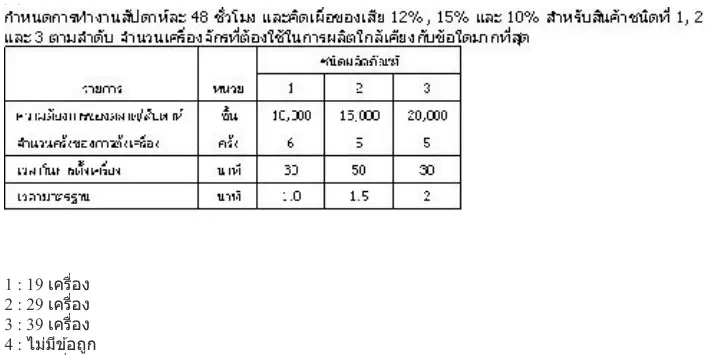 กำหนดการทำงานสัปดาห์ละ 48 ชั่วโมง และคิดเผื่อของเสีย 12% , 15% และ 10% สำหรับสินค้าชนิดที่ 1, 2
และ 3 ตามลำดับ จำนวนเครื่องจักรที่ต้องใช้ในการผลิตใกล้เคียงกับข้อใดมากที่สุด
ชนิดผลิตภัณฑ์
รายการ หน่วย 1 2 3
ความต้องการของตลาด/สัปดาห์ ชิ้น 10,000 15,000 20,000
จำนวนครั้งของการตั้งเครื่อง ครั้ง 6 5 5
เวลาในการตั้งเครื่อง นาที 30 50 30
เวลามาตรฐาน นาที 1.0 1.5 2
1 : 19 เครื่อง
2 : 29 เครื่อง
3 : 39 เครื่อง
4 : ไม่มีข้อถูก